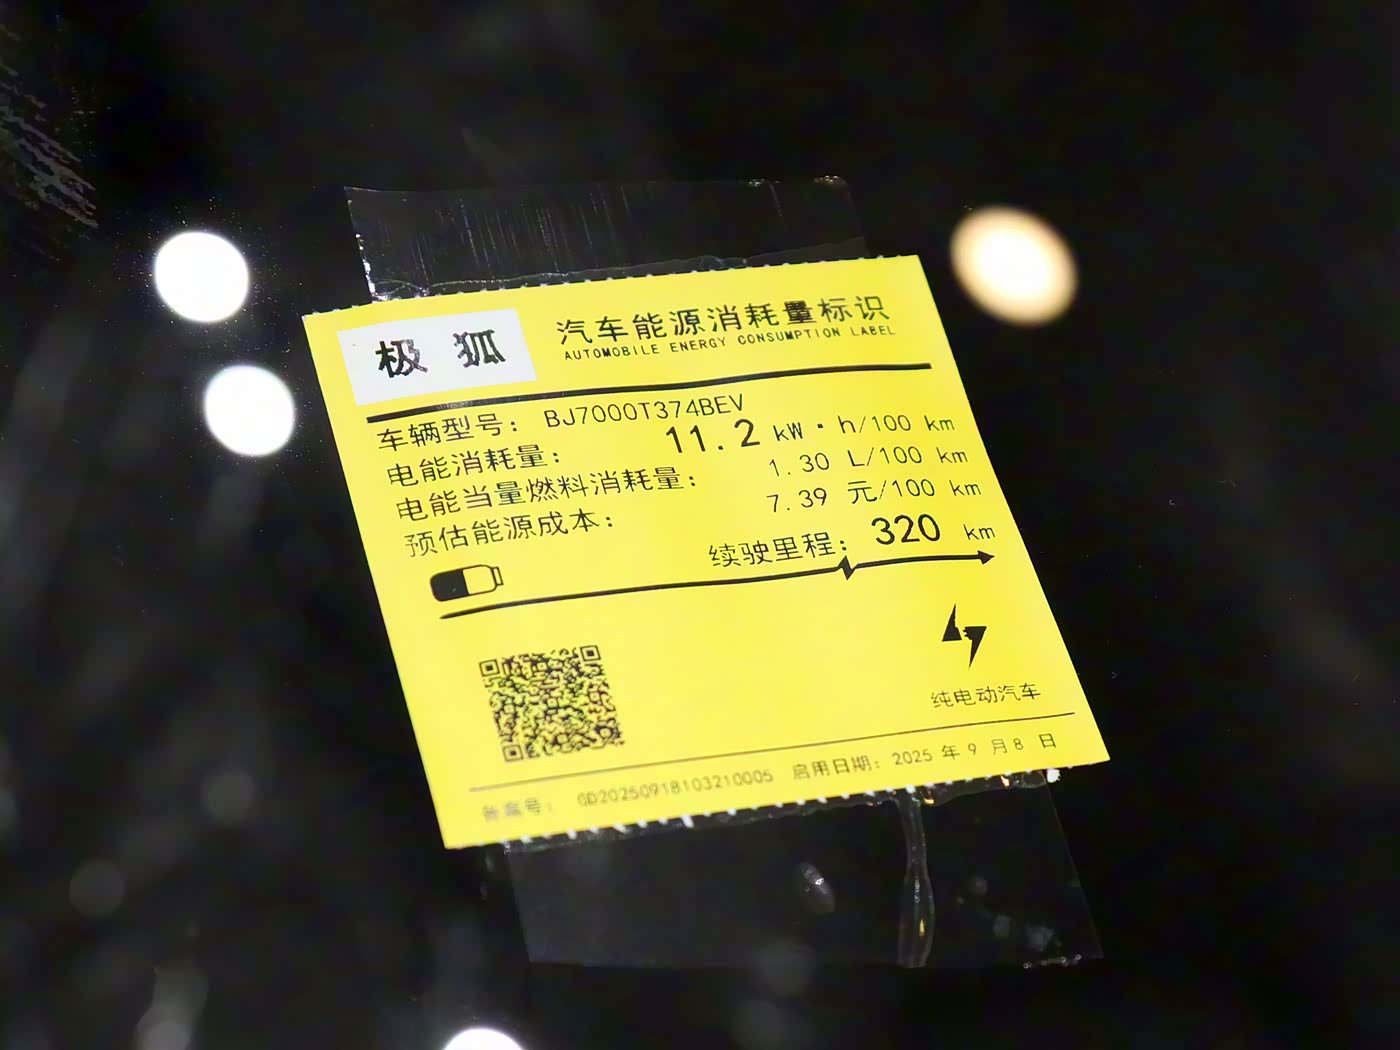 极 狐
汽车能源消耗量标识
AUTOMOBILE ENERGY CONSUMPTION LABEL
车辆型号: BJ7000T374BEV
电能消耗量: 11.2 kW·h/100 km
电能当量燃料消耗量: 1.30 L/100 km
预估能源成本: 7.39 元/100 km
续驶里程: 320 km
纯电动汽车
备案号: GD20250918103210005 启用日期: 2025 年 9 月 8 日